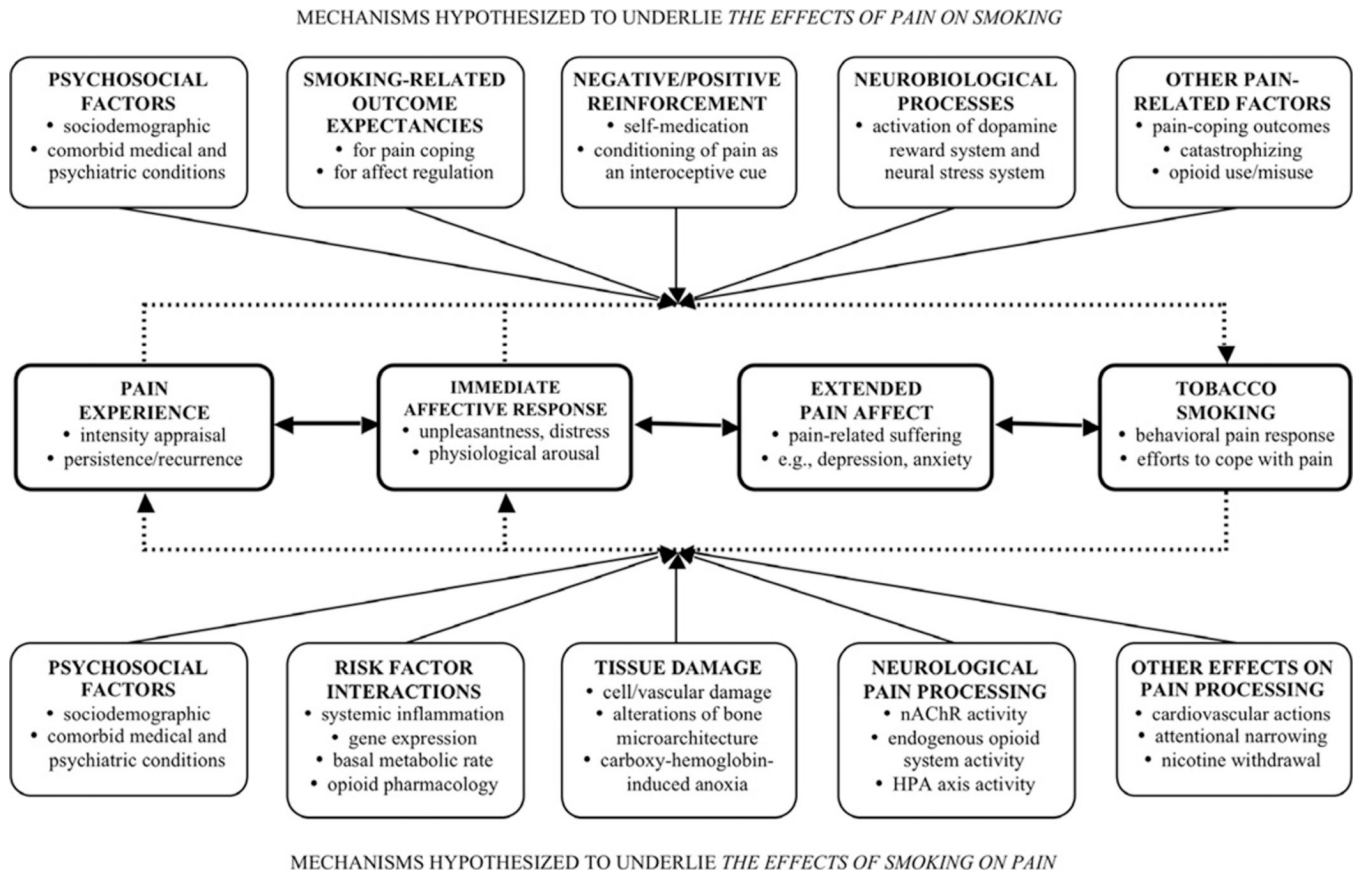 MECHANISMS HYPOTHESIZED TO UNDERLIE THE EFFECTS OF PAIN ON SMOKING
PSYCHOSOCIAL
FACTORS
• sociodemographic
• comorbid medical and
psychiatric conditions
SMOKING-RELATED
OUTCOME
EXPECTANCIES
• for pain coping
• for affect regulation
NEGATIVE/POSITIVE
REINFORCEMENT
• self-medication
• conditioning of pain as
an interoceptive cue
NEUROBIOLOGICAL
PROCESSES
• activation of dopamine
reward system and
neural stress system
OTHER PAIN-
RELATED FACTORS
• pain-coping outcomes
• catastrophizing
• opioid use/misuse
PAIN
EXPERIENCE
• intensity appraisal
• persistence/recurrence
IMMEDIATE
AFFECTIVE RESPONSE
• unpleasantness, distress
• physiological arousal
EXTENDED
PAIN AFFECT
• pain-related suffering
• e.g., depression, anxiety
TOBACCO
SMOKING
• behavioral pain response
• efforts to cope with pain
PSYCHOSOCIAL
FACTORS
• sociodemographic
• comorbid medical and
psychiatric conditions
RISK FACTOR
INTERACTIONS
• systemic inflammation
• gene expression
• basal metabolic rate
• opioid pharmacology
TISSUE DAMAGE
• cell/vascular damage
• alterations of bone
microarchitecture
• carboxy-hemoglobin-
induced anoxia
NEUROLOGICAL
PAIN PROCESSING
• nAChR activity
• endogenous opioid
system activity
• HPA axis activity
OTHER EFFECTS ON
PAIN PROCESSING
• cardiovascular actions
• attentional narrowing
• nicotine withdrawal
MECHANISMS HYPOTHESIZED TO UNDERLIE THE EFFECTS OF SMOKING ON PAIN